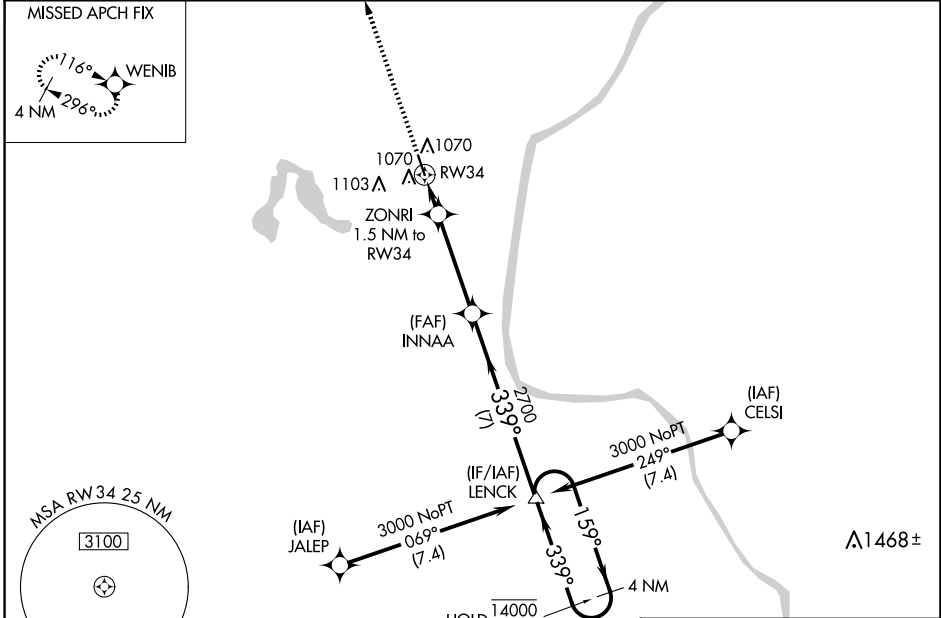 MISSED APCH FIX
116°
WENIB
4 NM
296°
1070
1070
RW34
1103
ZONRI
1.5 NM to
RW34
(FAF)
INNAA
2700
339°
(7)
(IAF)
CELSI
3000 NoPT
249°
(7.4)
(IF/IAF)
LENCK
MSA RW34 25 NM
3100
(IAF)
JALEP
3000 NoPT
069°
(7.4)
159°
339°
1468±
4 NM
HOLD 14000